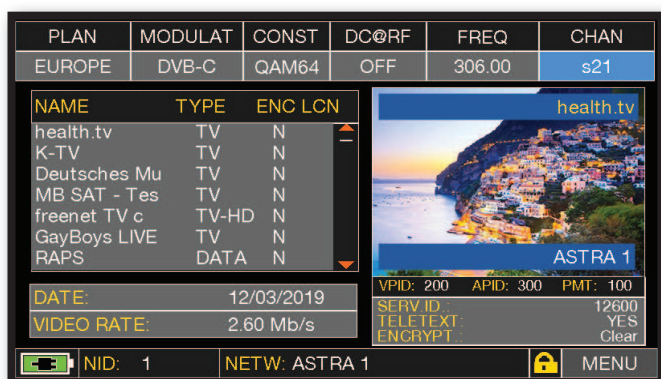 PLAN MODULAT CONST DC@RF FREQ CHAN
EUROPE DVB-C QAM64 OFF 306.00 s21
NAME TYPE ENC LCN
health.tv TV N
K-TV TV N
Deutsches Mu TV N
MB SAT - Tes TV N
freenet TV c TV-HD N
GayBoys LIVE TV N
RAPS DATA N
health.tv
ASTRA 1
VPID: 200 APID: 300 PMT: 100
SERV.ID.: 12600
TELETEXT: YES
ENCRYPT.: Clear
DATE: 12/03/2019
VIDEO RATE: 2.60 Mb/s
NID: 1 NETW: ASTRA 1 MENU